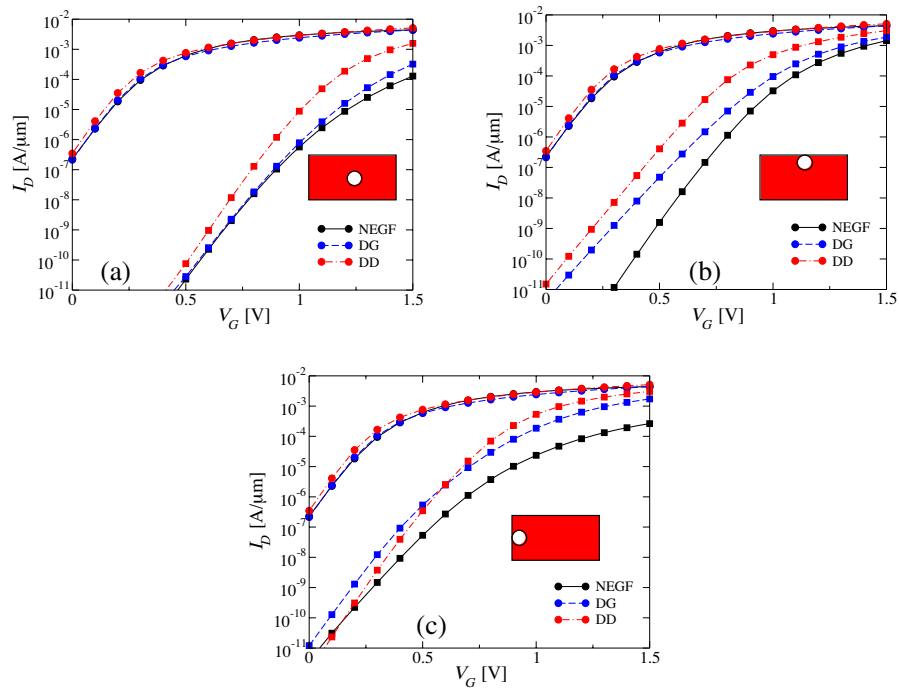 10^-2
10^-3
10^-4
10^-5
10^-6
10^-7
10^-8
10^-9
10^-10
10^-11
I_D [A/μm]
0 0.5 1.0 1.5
V_G [V]
(a)
NEGF
DG
DD
10^-2
10^-3
10^-4
10^-5
10^-6
10^-7
10^-8
10^-9
10^-10
10^-11
I_D [A/μm]
0 0.5 1 1.5
V_G [V]
(b)
NEGF
DG
DD
10^-2
10^-3
10^-4
10^-5
10^-6
10^-7
10^-8
10^-9
10^-10
10^-11
I_D [A/μm]
0 0.5 1 1.5
V_G [V]
(c)
NEGF
DG
DD